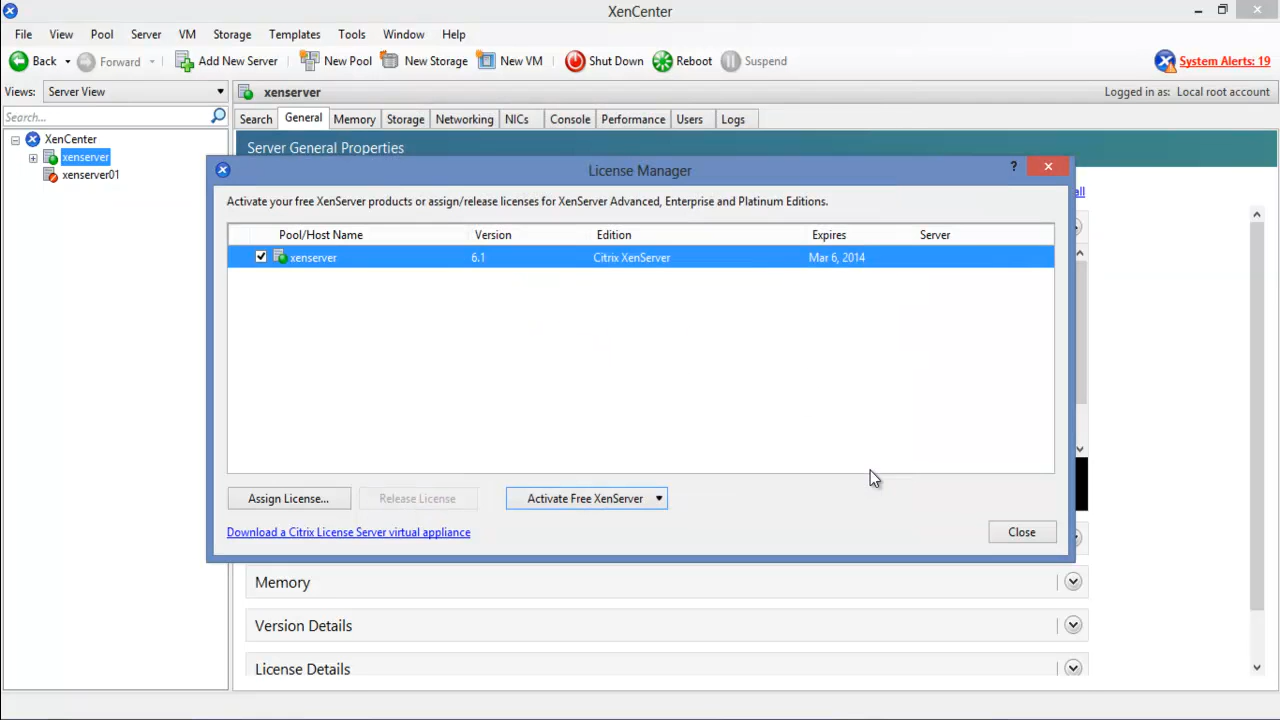 XenCenter
File View Pool Server VM Storage Templates Tools Window Help
Back Forward Add New Server New Pool New Storage New VM Shut Down Reboot Suspend System Alerts: 19
Views: Server View xenserver Logged in as: Local root account
Search... Search General Memory Storage Networking NICs Console Performance Users Logs
XenCenter
xenserver
xenserver01
Server General Properties
License Manager
?
all
Activate your free XenServer products or assign/release licenses for XenServer Advanced, Enterprise and Platinum Editions.
Pool/Host Name Version Edition Expires Server
xenserver 6.1 Citrix XenServer Mar 6, 2014
Assign License... Release License Activate Free XenServer
Download a Citrix License Server virtual appliance Close
Memory
Version Details
License Details